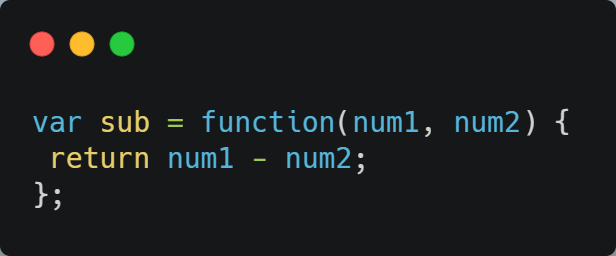 var sub = function(num1, num2) {
 return num1 - num2;
};